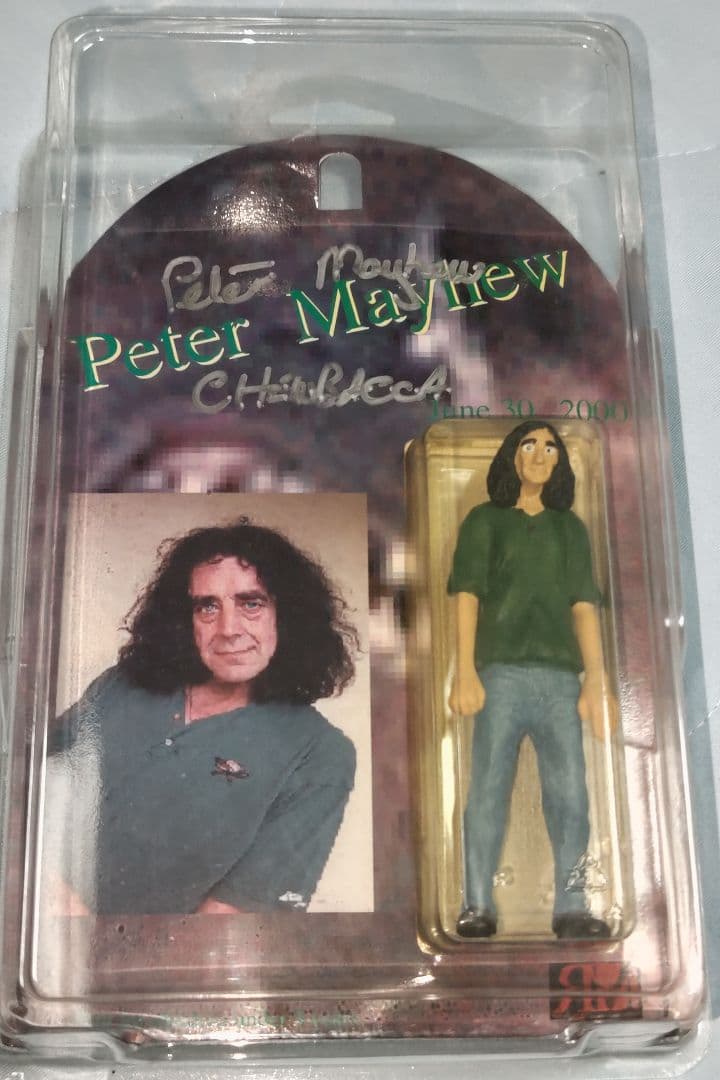 Peter Mayhew
Peter Mayhew
CHEWBACCA
June 30, 2000